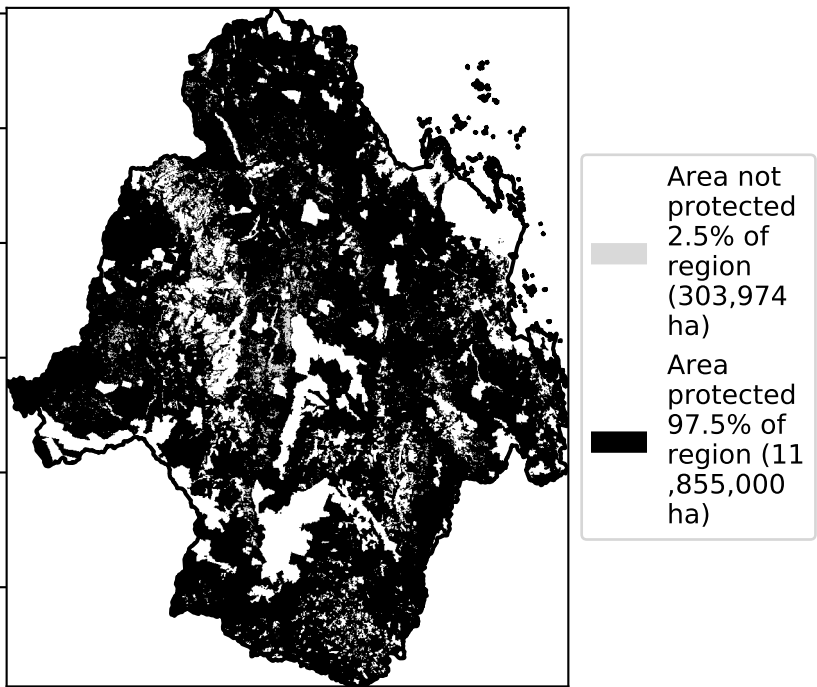 Area not
protected
2.5% of
region
(303,974
ha)
Area
protected
97.5% of
region (11
,855,000
ha)